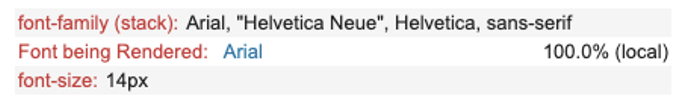 font-family (stack): Arial, "Helvetica Neue", Helvetica, sans-serif
Font being Rendered: Arial 100.0% (local)
font-size: 14px